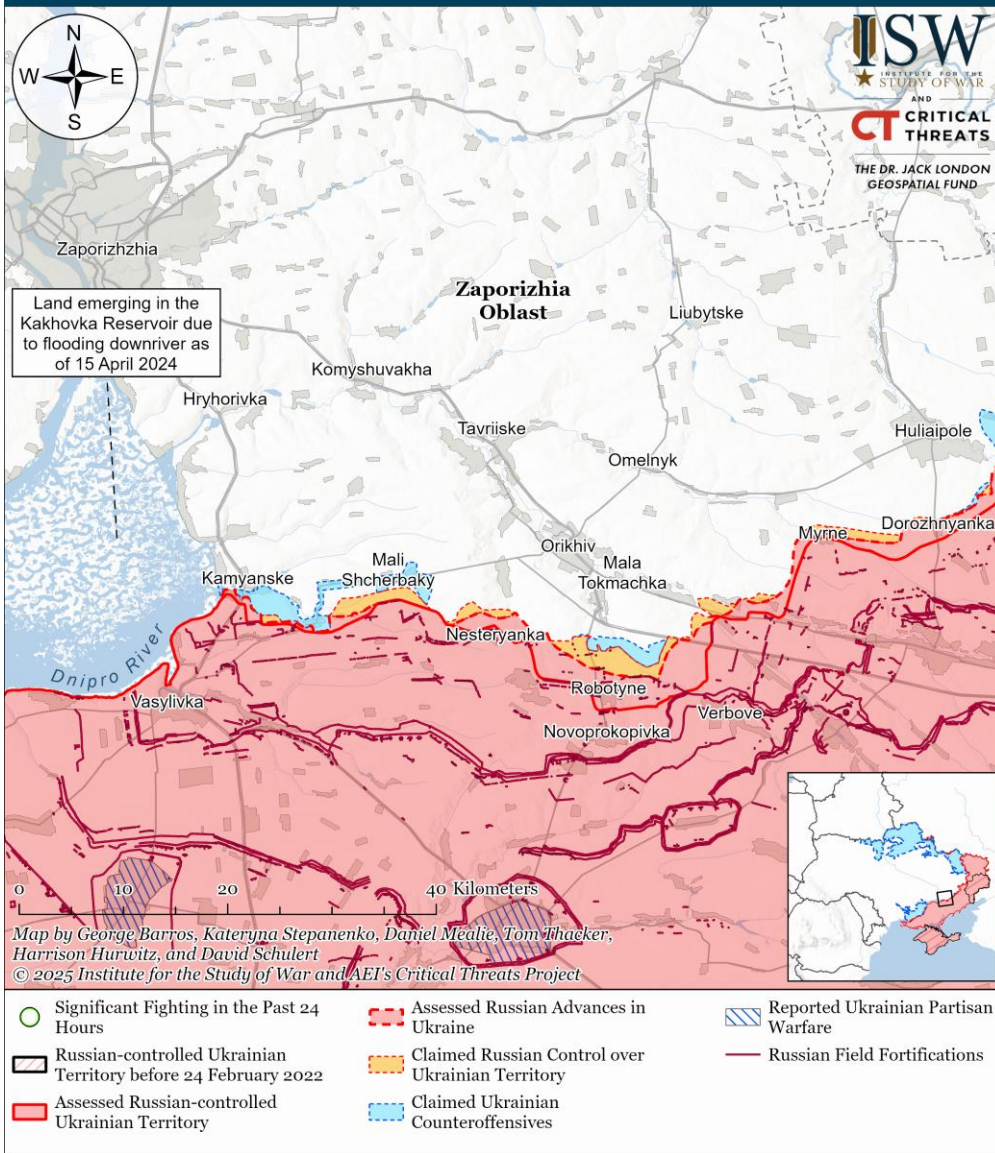 N
W
E
S
ISW
INSTITUTE FOR THE
STUDY OF WAR
AND
CT CRITICAL
THREATS
THE DR. JACK LONDON
GEOSPATIAL FUND
Zaporizhzhia
Land emerging in the
Kakhovka Reservoir due
to flooding downriver as
of 15 April 2024
Zaporizhia
Oblast
Liubytske
Komyshuvakha
Hryhorivka
Tavriiske
Huliaipole
Omelnyk
Orikhiv
Myrne
Dorozhnyanka
Mali
Shcherbaky
Mala
Tokmachka
Kamyanske
Nesteryanka
Dnipro River
Robotyne
Vasylivka
Verbove
Novoprokopivka
0 10 20 40 Kilometers
Map by George Barros, Kateryna Stepanenko, Daniel Mealie, Tom Thacker,
Harrison Hurwitz, and David Schulert
© 2025 Institute for the Study of War and AEI's Critical Threats Project
Significant Fighting in the Past 24
Hours
Russian-controlled Ukrainian
Territory before 24 February 2022
Assessed Russian-controlled
Ukrainian Territory
Assessed Russian Advances in
Ukraine
Claimed Russian Control over
Ukrainian Territory
Claimed Ukrainian
Counteroffensives
Reported Ukrainian Partisan
Warfare
Russian Field Fortifications